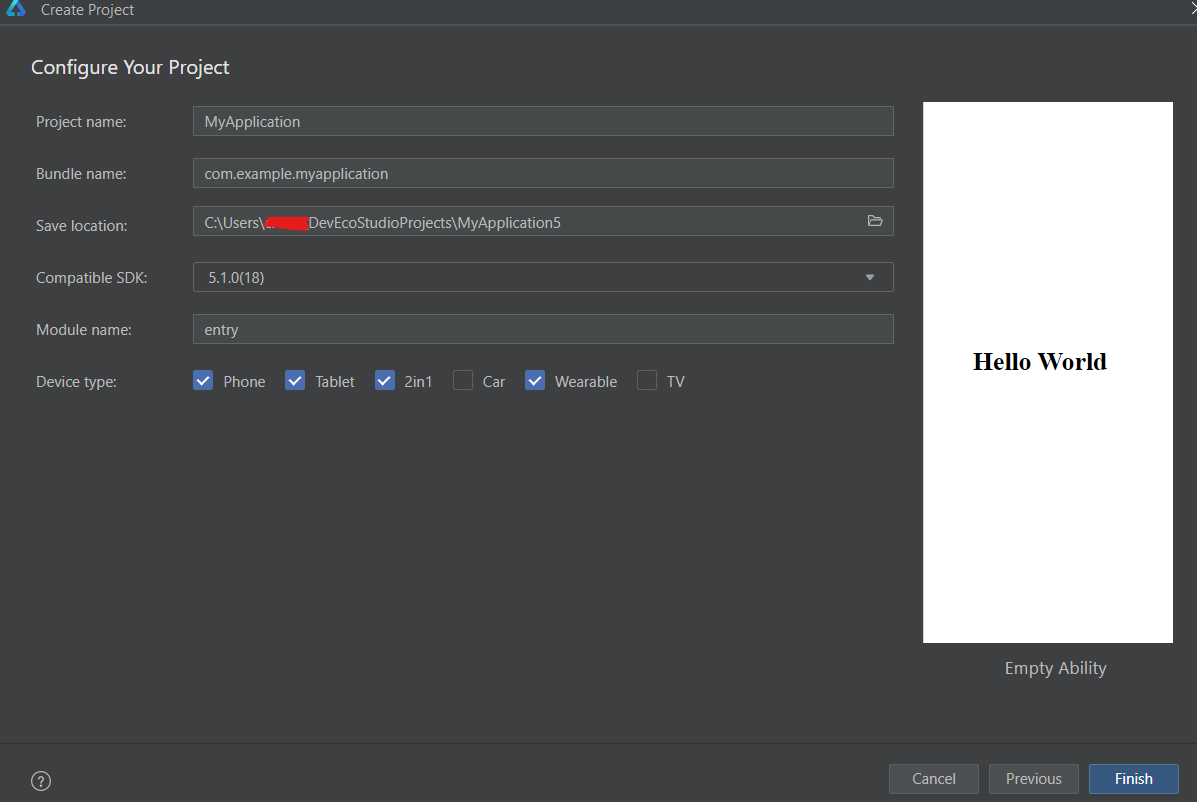 Create Project
Configure Your Project
Project name:
MyApplication
Bundle name:
com.example.myapplication
Save location:
C:\Users\ DevEcoStudioProjects\MyApplication5
Compatible SDK:
5.1.0(18)
Module name:
entry
Device type:
Phone Tablet 2in1 Car Wearable TV
Hello World
Empty Ability
?
Cancel Previous Finish